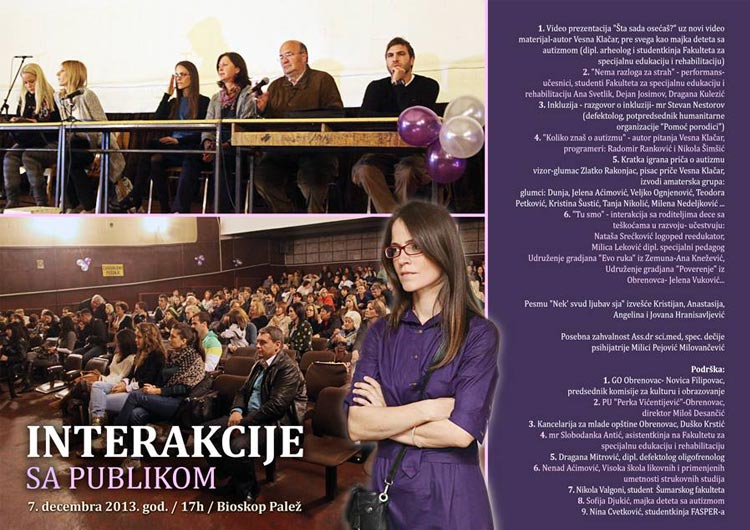 INTERAKCIJE
SA PUBLIKOM
7. decembra 2013. god. / 17h / Bioskop Palež
1. Video prezentacija "Šta sada osećaš?" uz novi video
materijal-autor Vesna Klačar, pre svega kao majka deteta sa
autizmom (dipl. arheolog i studentkinja Fakulteta za
specijalnu edukaciju i rehabilitaciju)
2. "Nema razloga za strah" - performans-
učesnici, studenti Fakulteta za specijalnu edukaciju i
rehabilitaciju Ana Svetlik, Dejan Josimov, Dragana Kulezić
3. Inkluzija - razgovor o inkluziji- mr Stevan Nestorov
(defektolog, potpredsednik humanitarne
organizacije "Pomoć porodici")
4. "Koliko znaš o autizmu" - autor pitanja Vesna Klačar,
programeri: Radomir Ranković i Nikola Šimšić
5. Kratka igrana priča o autizmu
vizor-glumac Zlatko Rakonjac, pisac priče Vesna Klačar,
izvodi amaterska grupa:
glumci: Dunja, Jelena Aćimović, Veljko Ognjenović, Teodora
Petković, Kristina Šustić, Tanja Nikolić, Milena Nedeljković ...
6. "Tu smo" - interakcija sa roditeljima dece sa
teškoćama u razvoju- učestvuju:
Nataša Srećković logoped reedukator,
Milica Leković dipl. specijalni pedagog
Udruženje gradjana "Evo ruka" iz Zemuna-Ana Knežević,
Udruženje gradjana "Poverenje" iz
Obrenovca- Jelena Vuković...
Pesmu "Nek' svud ljubav sja" izvešće Kristijan, Anastasija,
Angelina i Jovana Hranisavljević
Posebna zahvalnost Ass.dr sci.med, spec. dečije
psihijatrije Milici Pejović Milovančević
Podrška:
1. GO Obrenovac- Novica Filipovac,
predsednik komisije za kulturu i obrazovanje
2. PU "Perka Vićentijević"-Obrenovac,
direktor Miloš Desančić
3. Kancelarija za mlade opštine Obrenovac, Duško Krstić
4. mr Slobodanka Antić, asistentkinja na Fakultetu za
specijalnu edukaciju i rehabilitaciju
5. Dragana Mitrović, dipl. defektolog oligofrenolog
6. Nenad Aćimović, Visoka škola likovnih i primenjenih
umetnosti strukovnih studija
7. Nikola Valgoni, student Šumarskog fakulteta
8. Sofija Djukić, majka deteta sa autizmom
9. Nina Cvetković, studentkinja FASPER-a